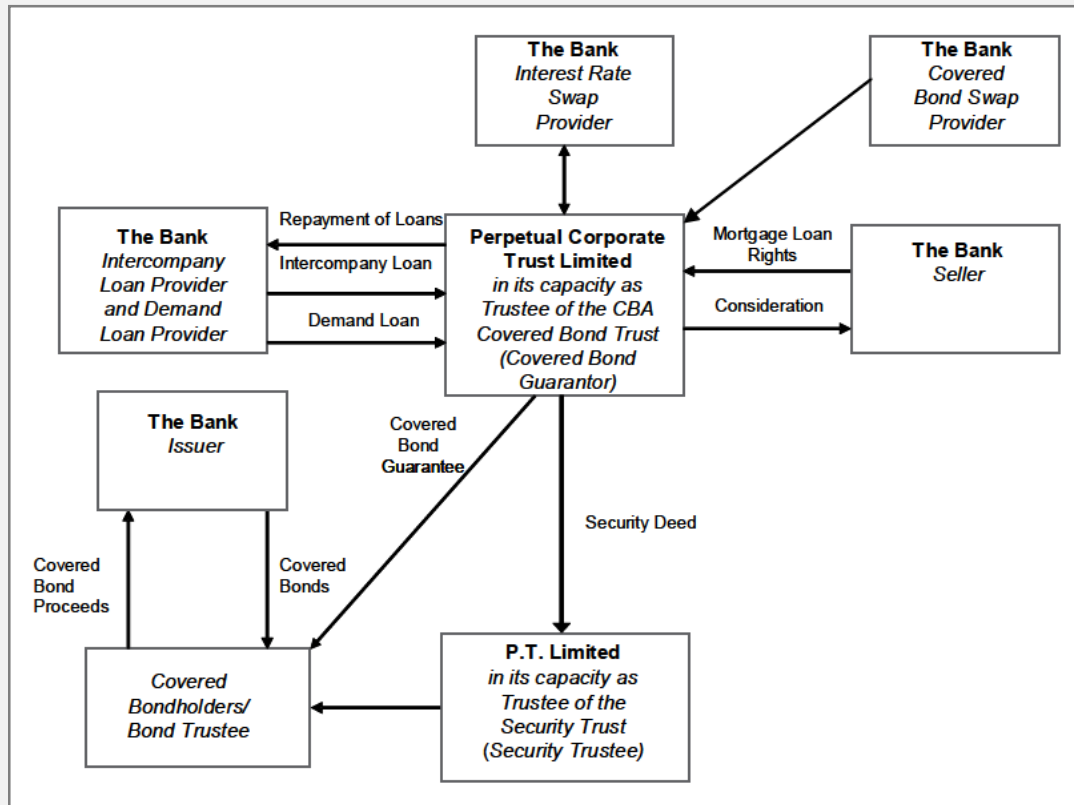 The Bank
Interest Rate
Swap
Provider
The Bank
Covered
Bond Swap
Provider
The Bank
Intercompany
Loan Provider
and Demand
Loan Provider
Repayment of Loans
Intercompany Loan
Demand Loan
Perpetual Corporate
Trust Limited
in its capacity as
Trustee of the CBA
Covered Bond Trust
(Covered Bond
Guarantor)
Mortgage Loan
Rights
Consideration
The Bank
Seller
The Bank
Issuer
Covered
Bond
Guarantee
Security Deed
Covered
Bond
Proceeds
Covered
Bonds
Covered
Bondholders/
Bond Trustee
P.T. Limited
in its capacity as
Trustee of the
Security Trust
(Security Trustee)